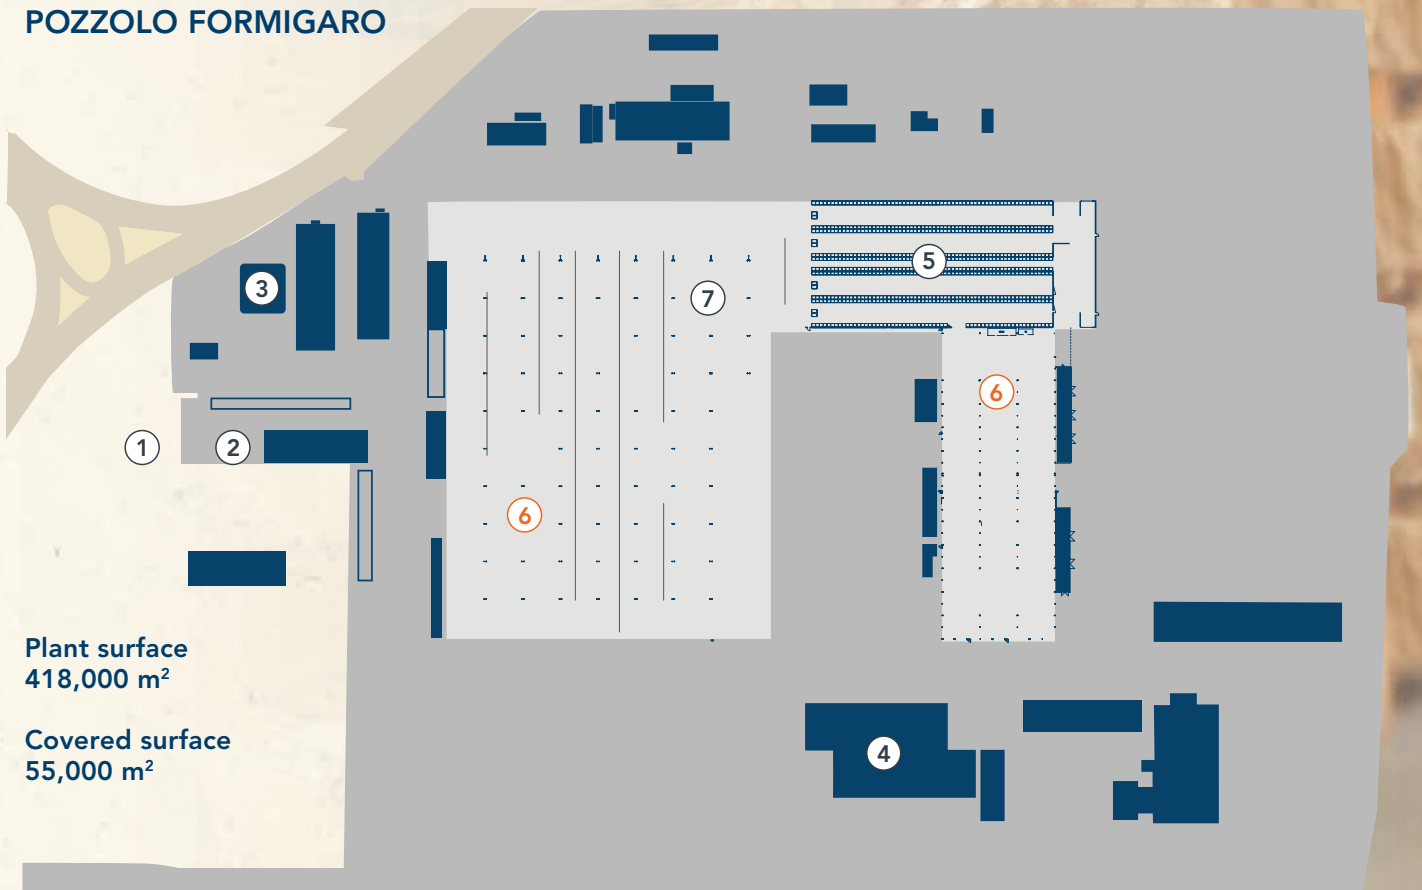 POZZOLO FORMIGARO
5
3
7
6
1
2
6
4
Plant surface
418,000 m²
Covered surface
55,000 m²